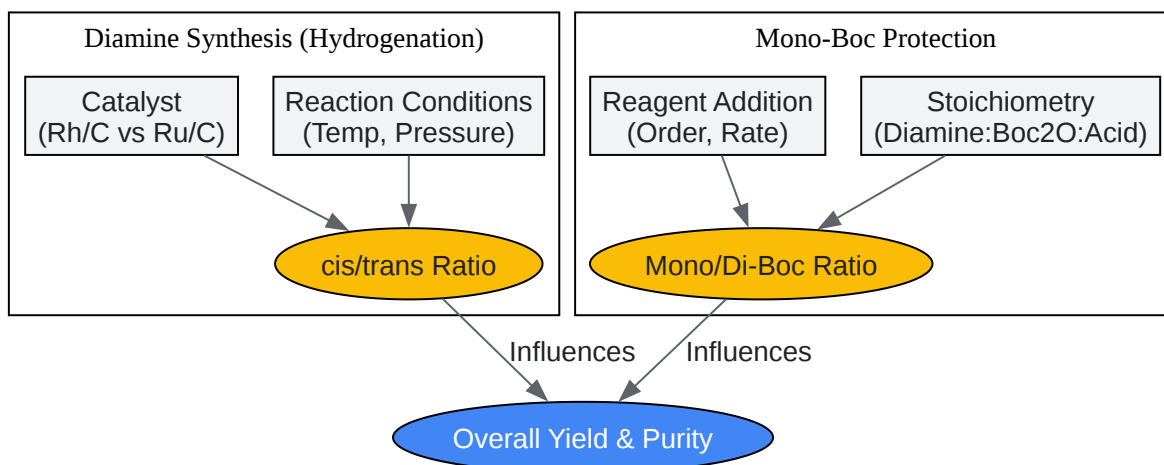 Diamine Synthesis (Hydrogenation)
Mono-Boc Protection
Catalyst
(Rh/C vs Ru/C)
Reaction Conditions
(Temp, Pressure)
Reagent Addition
(Order, Rate)
Stoichiometry
(Diamine:Boc2O:Acid)
cis/trans Ratio
Mono/Di-Boc Ratio
Influences
Influences
Overall Yield & Purity